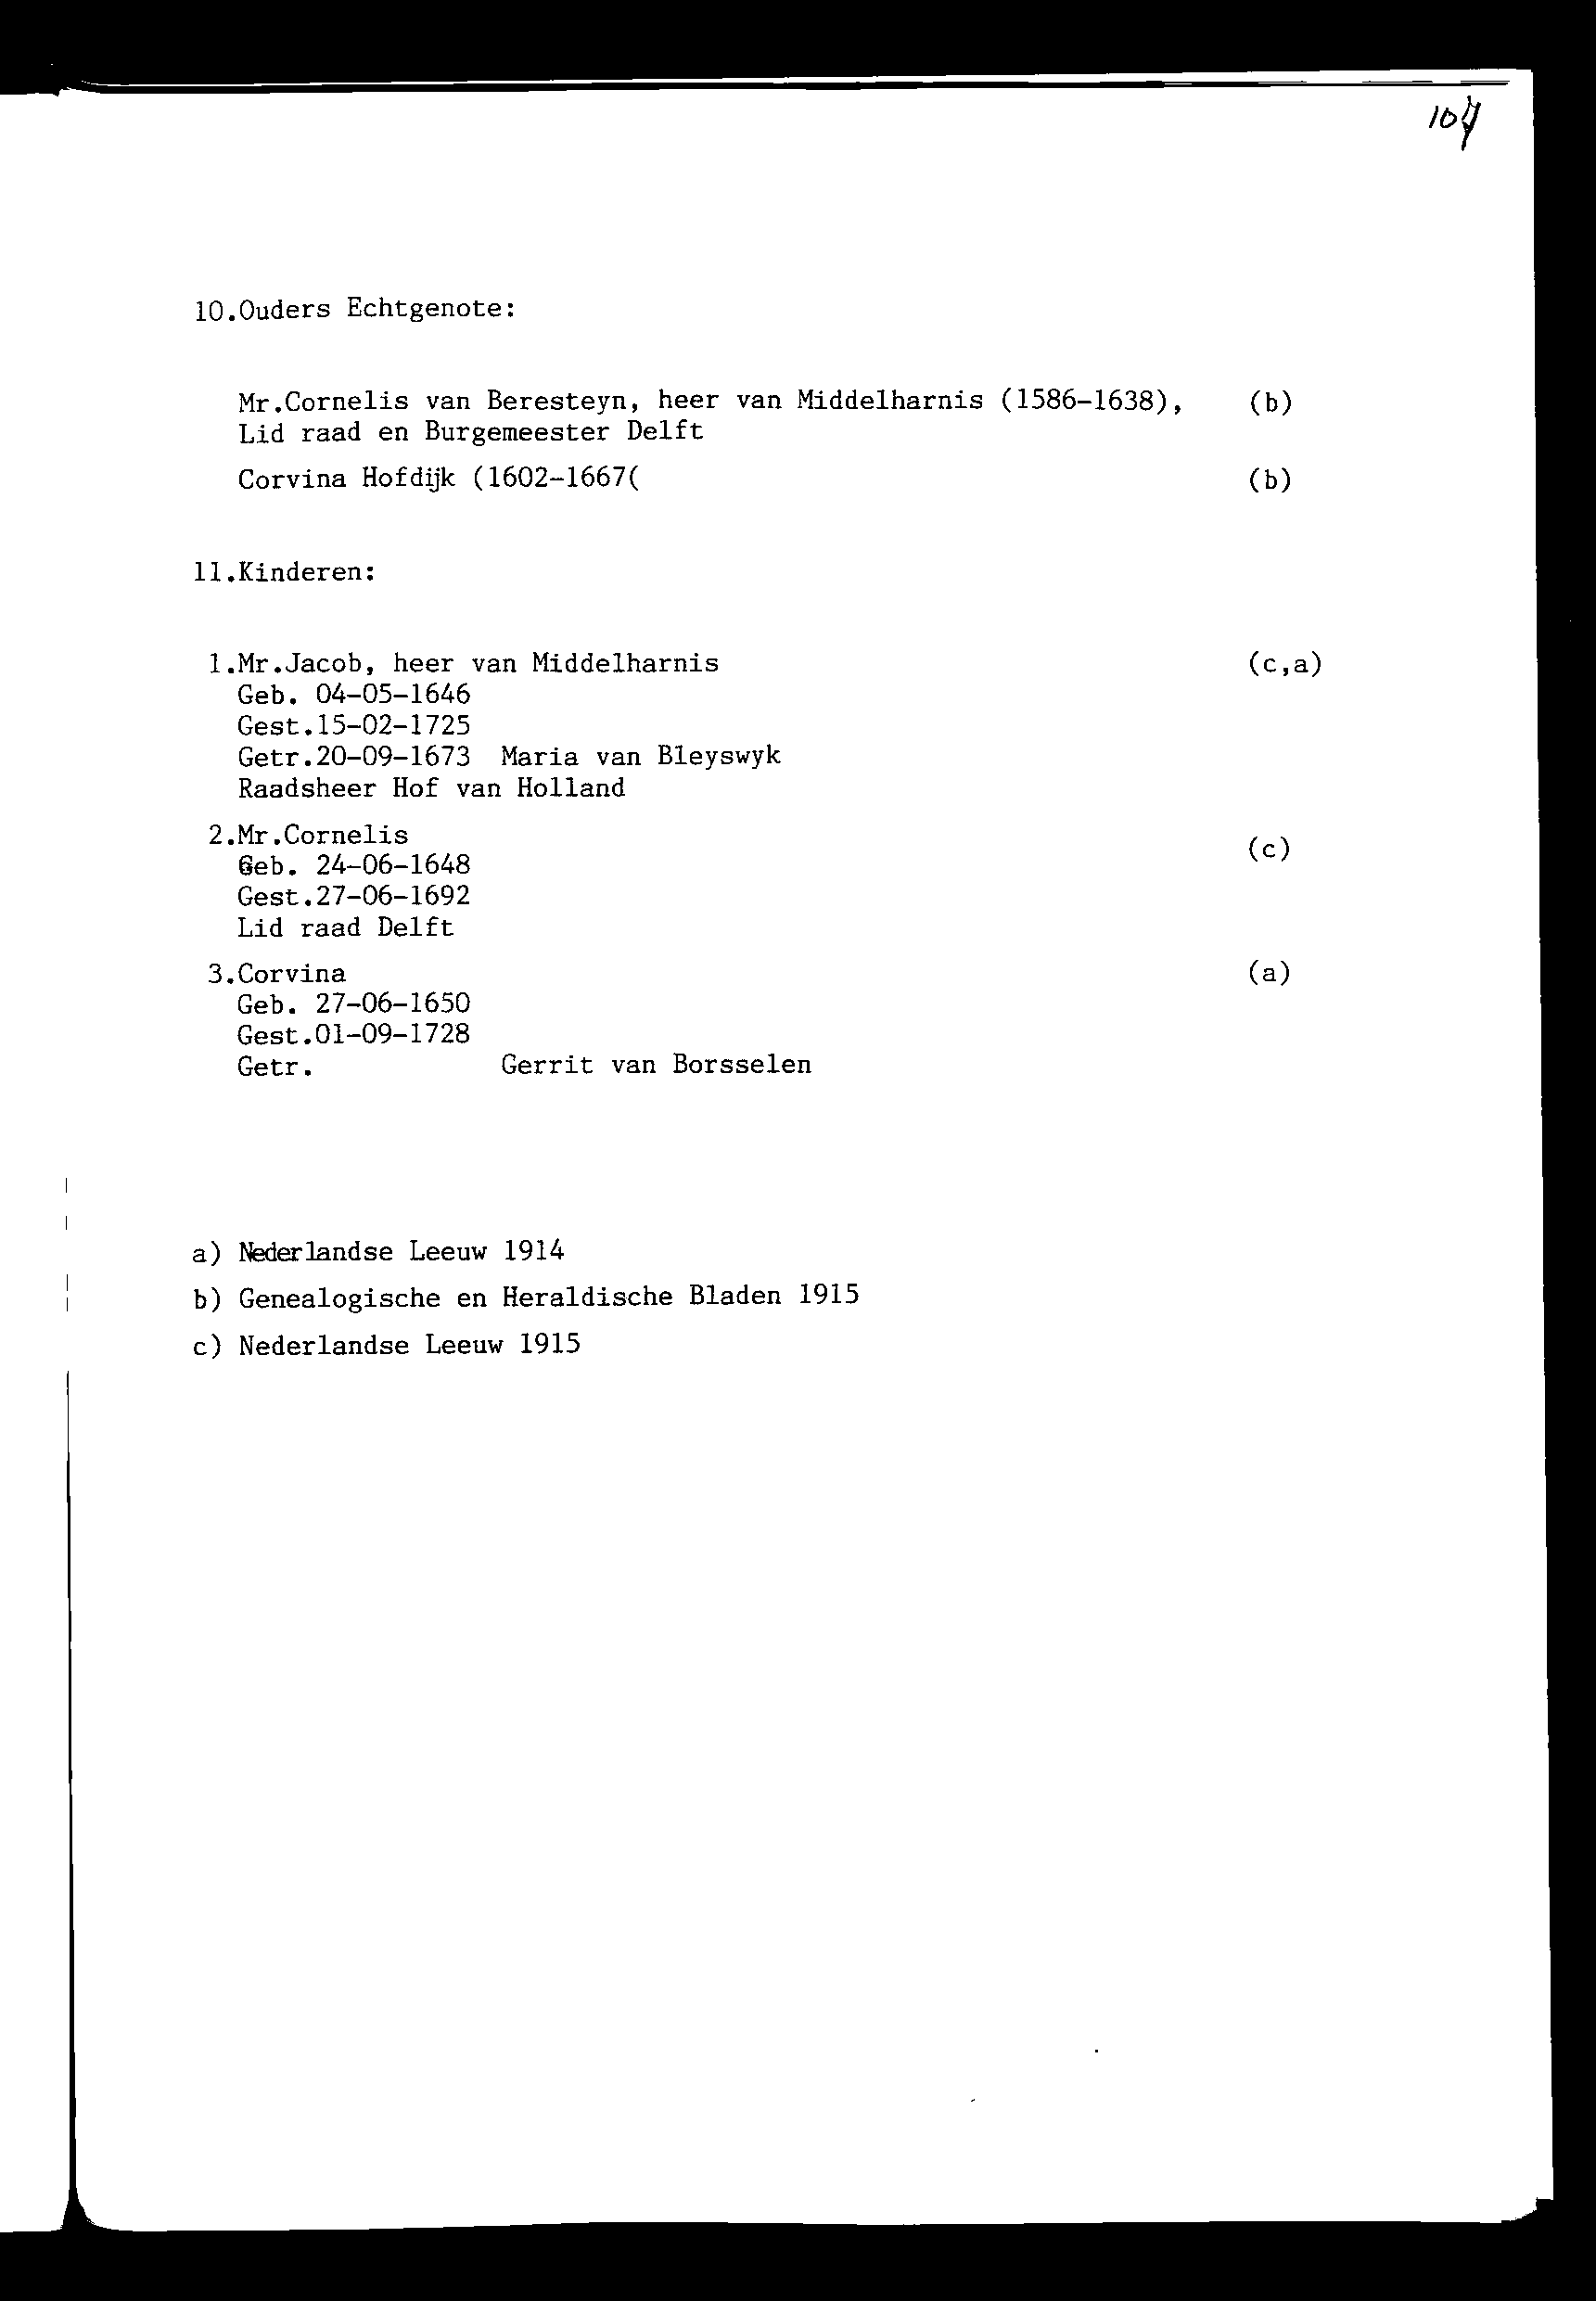 10.Ouders Echtgenote:
Mr.Cornelis van Beresteyn, heer van Middelharnis (1586-1638), (b)
Lid raad en Burgemeester Delft
Corvina Hofdijk (1602-1667( (b)
11.Kinderen:
1.Mr.Jacob, heer van Middelharnis (c,a)
Geb. 04-05-1646
Gest.15-02-1725
Getr.20-09-1673 Maria van Bleyswyk
Raadsheer Hof van Holland
2.Mr.Cornelis (c)
Geb. 24-06-1648
Gest.27-06-1692
Lid raad Delft
3.Corvina (a)
Geb. 27-06-1650
Gest.01-09-1728
Getr. Gerrit van Borsselen
a) Nederlandse Leeuw 1914
b) Genealogische en Heraldische Bladen 1915
c) Nederlandse Leeuw 1915